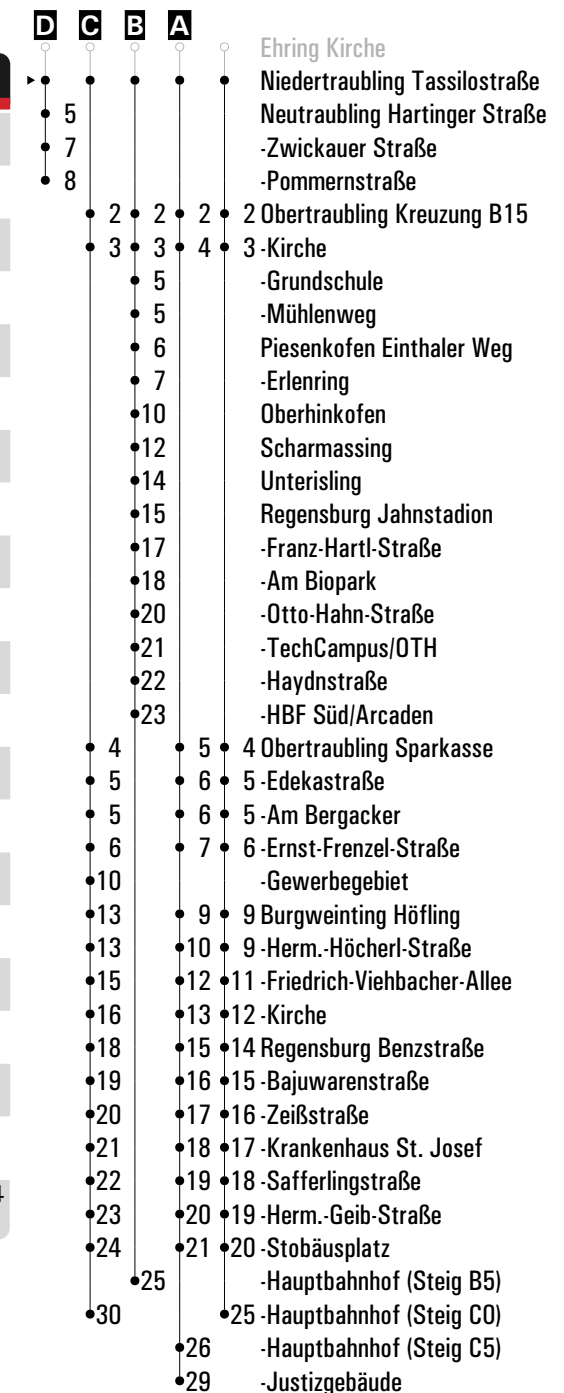 D C B A
Ehring Kirche
Niedertraubling Tassilostraße
5 Neutraubling Hartinger Straße
7 -Zwickauer Straße
8 -Pommernstraße
2 2 2 2 Obertraubling Kreuzung B15
3 3 4 3 -Kirche
5 -Grundschule
5 -Mühlenweg
6 Piesenkofen Einthaler Weg
7 -Erlenring
10 Oberhinkofen
12 Scharmassing
14 Unterisling
15 Regensburg Jahnstadion
17 -Franz-Hartl-Straße
18 -Am Biopark
20 -Otto-Hahn-Straße
21 -TechCampus/OTH
22 -Haydnstraße
23 -HBF Süd/Arcaden
4 5 4 Obertraubling Sparkasse
5 6 5 -Edekastraße
5 6 5 -Am Bergacker
6 7 6 -Ernst-Frenzel-Straße
10 -Gewerbegebiet
13 9 9 Burgweinting Höfling
13 10 9 -Herm.-Höcherl-Straße
15 12 11 -Friedrich-Viehbacher-Allee
16 13 12 -Kirche
18 15 14 Regensburg Benzstraße
19 16 15 -Bajuwarenstraße
20 17 16 -Zeißstraße
21 18 17 -Krankenhaus St. Josef
22 19 18 -Safferlingstraße
23 20 19 -Herm.-Geib-Straße
24 21 20 -Stobäusplatz
25 -Hauptbahnhof (Steig B5)
30 25 -Hauptbahnhof (Steig C0)
26 -Hauptbahnhof (Steig C5)
29 -Justizgebäude